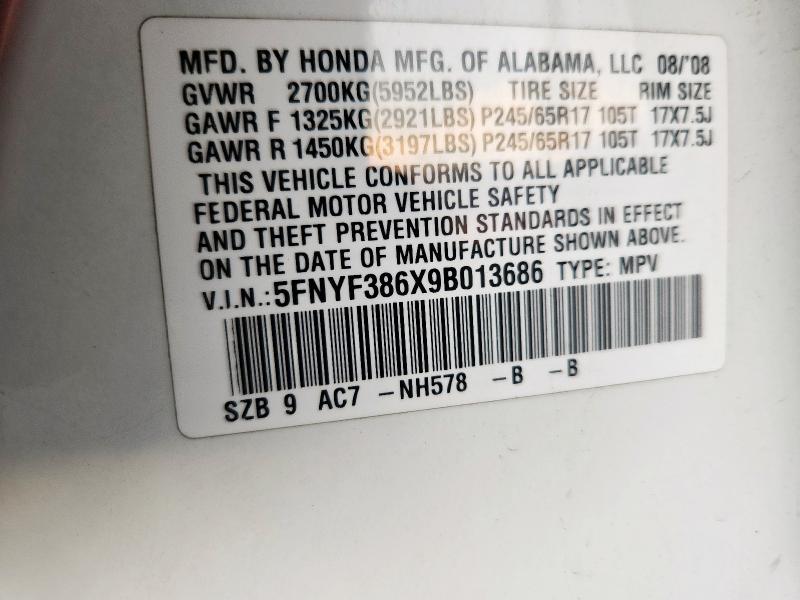 MFD. BY HONDA MFG. OF ALABAMA, LLC 08/'08
GVWR 2700KG(5952LBS) TIRE SIZE RIM SIZE
GAWR F 1325KG(2921LBS) P245/65R17 105T 17X7.5J
GAWR R 1450KG(3197LBS) P245/65R17 105T 17X7.5J
THIS VEHICLE CONFORMS TO ALL APPLICABLE
FEDERAL MOTOR VEHICLE SAFETY
AND THEFT PREVENTION STANDARDS IN EFFECT
ON THE DATE OF MANUFACTURE SHOWN ABOVE.
V.I.N.:5FNYF386X9B013686 TYPE: MPV
SZB 9 AC7 -NH578 -B -B